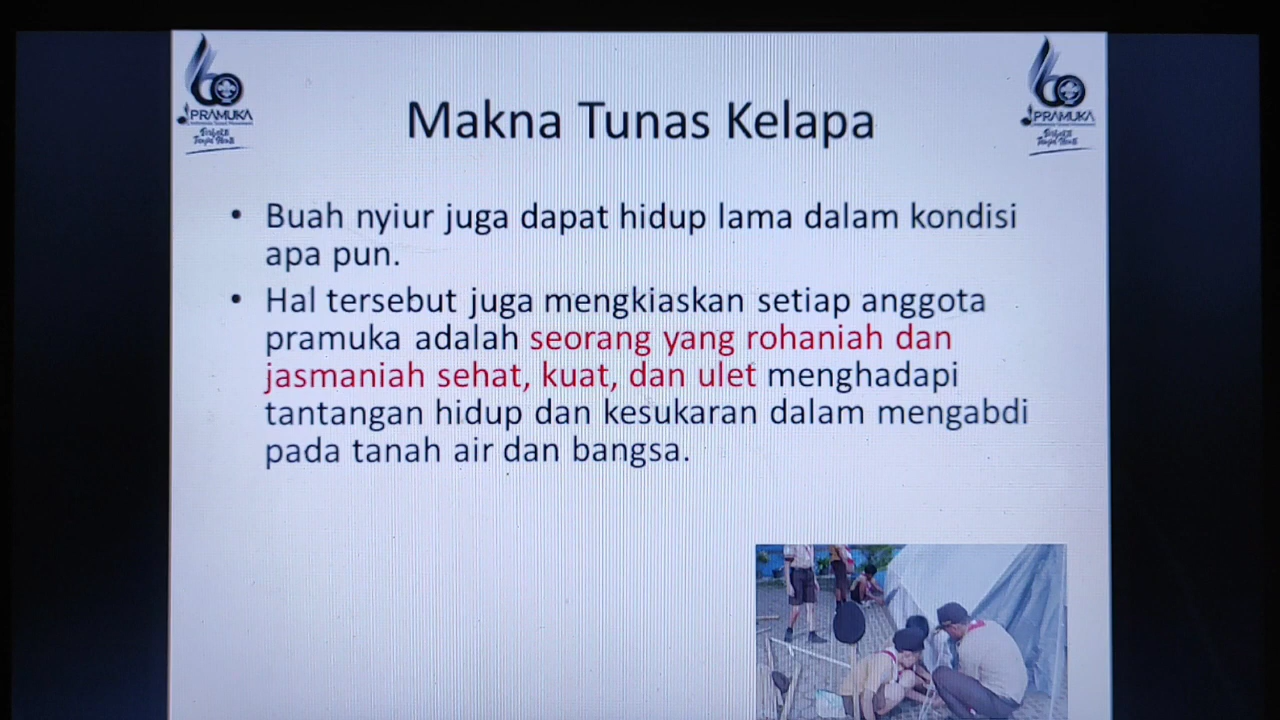 60
PRAMUKA
Makna Tunas Kelapa
60
PRAMUKA
• Buah nyiur juga dapat hidup lama dalam kondisi
apa pun.
• Hal tersebut juga mengkiaskan setiap anggota
pramuka adalah seorang yang rohaniah dan
jasmaniah sehat, kuat, dan ulet menghadapi
tantangan hidup dan kesukaran dalam mengabdi
pada tanah air dan bangsa.